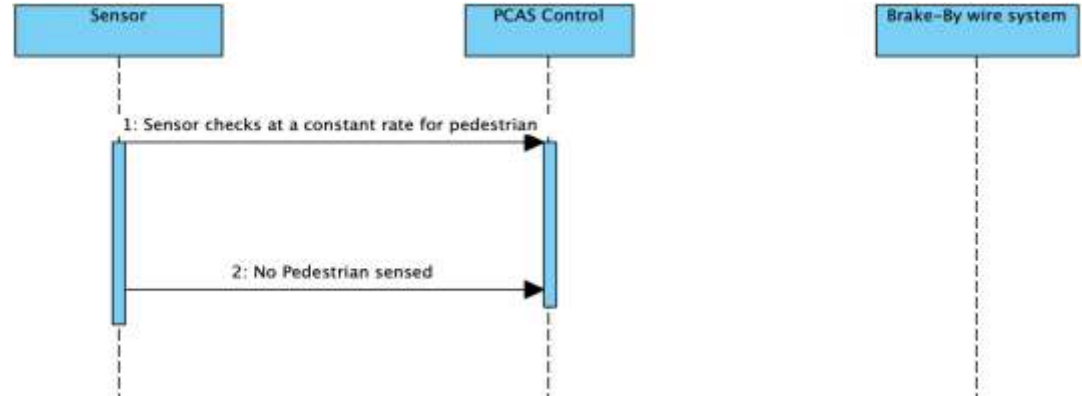 Sensor
PCAS Control
Brake-By wire system
1: Sensor checks at a constant rate for pedestrian
2: No Pedestrian sensed